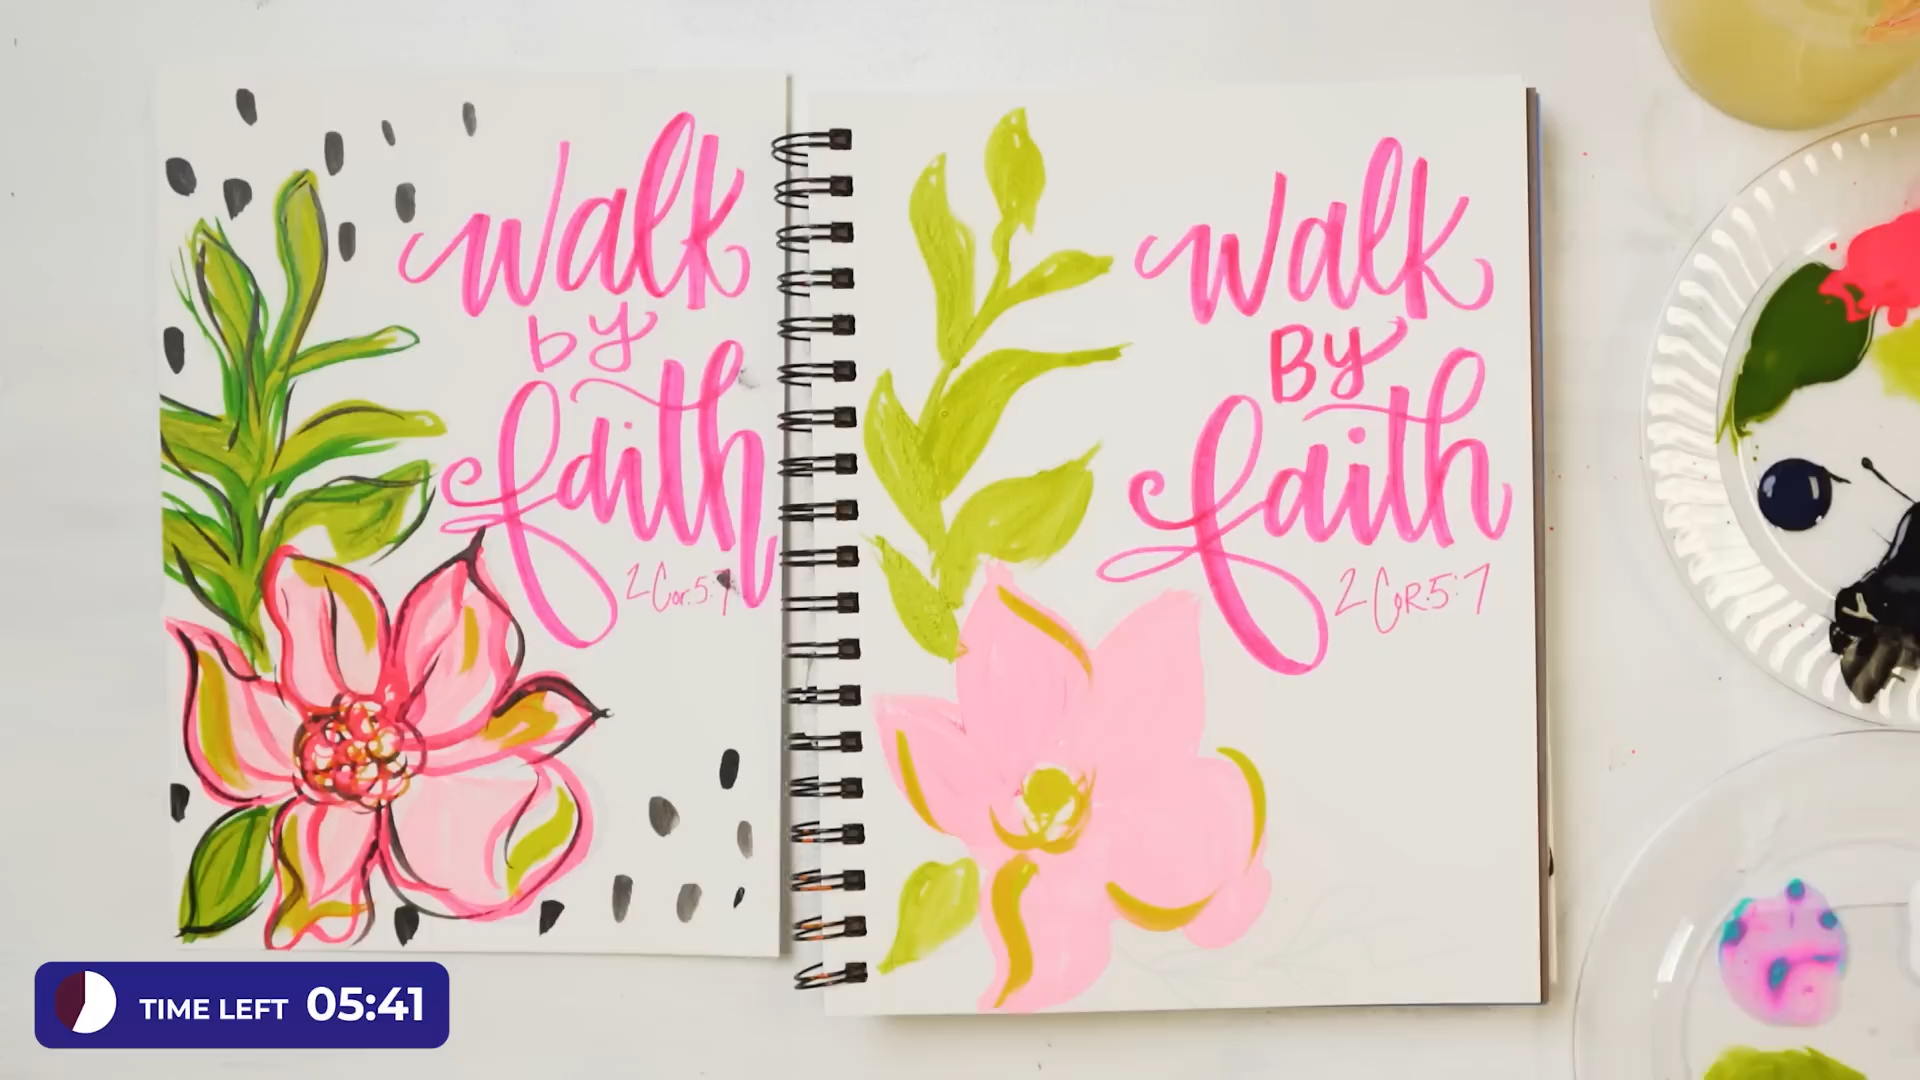 walk
by
faith
2 Cor. 5:7
walk
By
faith
2 CoR. 5:7
TIME LEFT 05:41